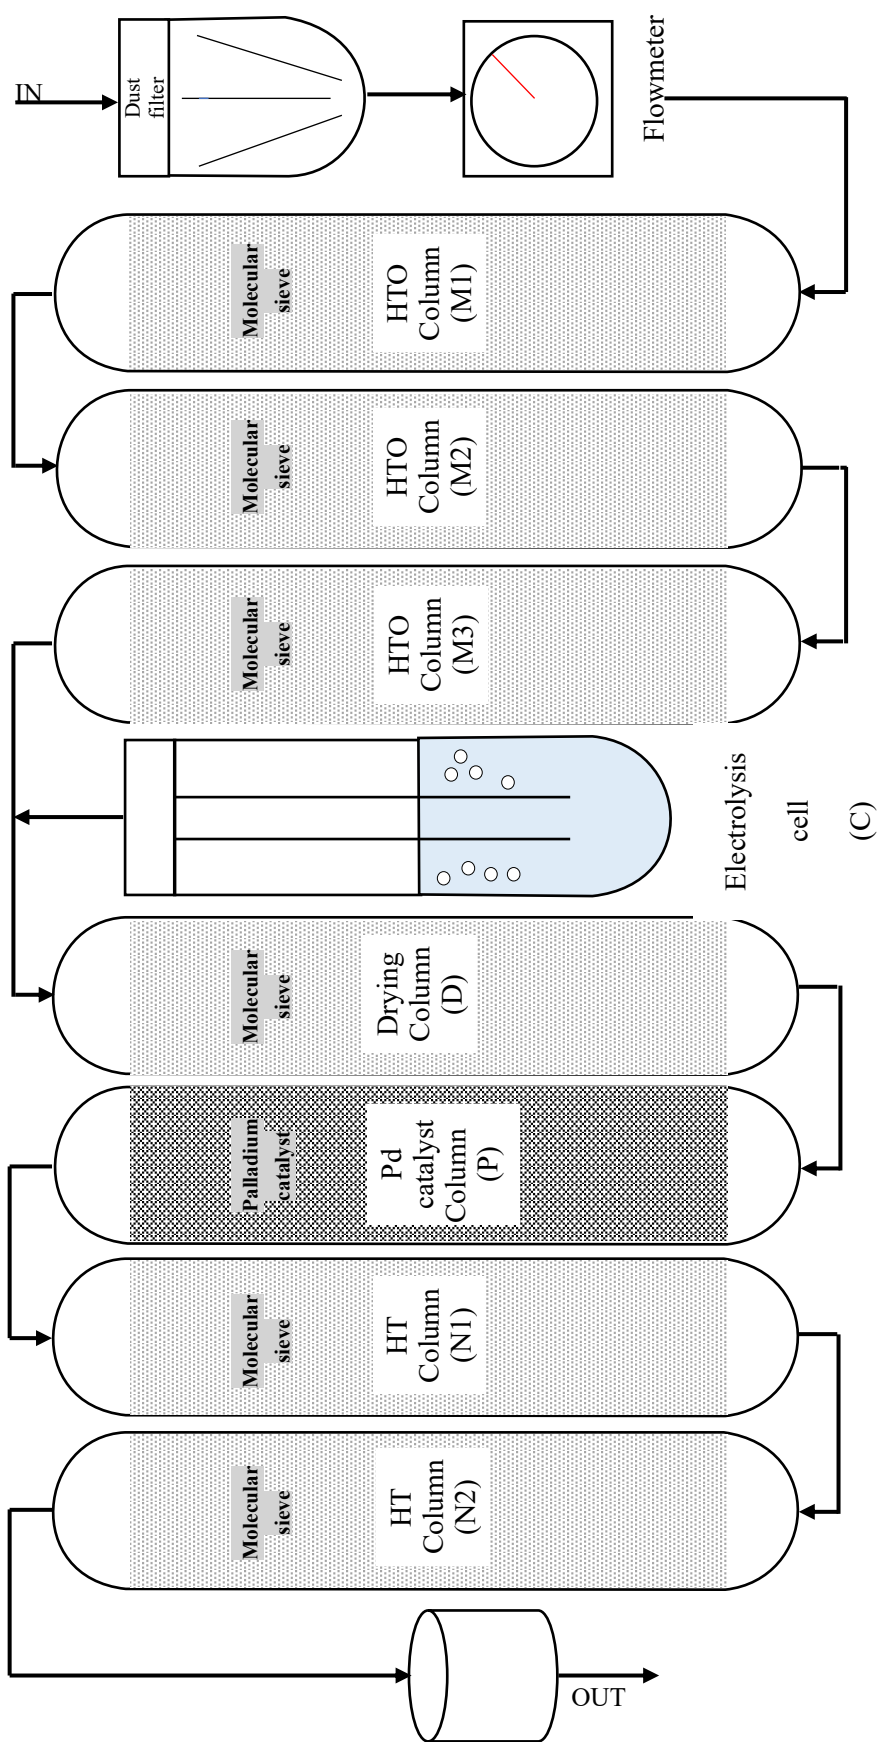 IN
Dust
filter
Flowmeter
Molecular
sieve
HTO
Column
(M1)
Molecular
sieve
HTO
Column
(M2)
Molecular
sieve
HTO
Column
(M3)
Electrolysis
cell
(C)
Molecular
sieve
Drying
Column
(D)
Palladium
catalyst
Pd
catalyst
Column
(P)
Molecular
sieve
HT
Column
(N1)
Molecular
sieve
HT
Column
(N2)
OUT